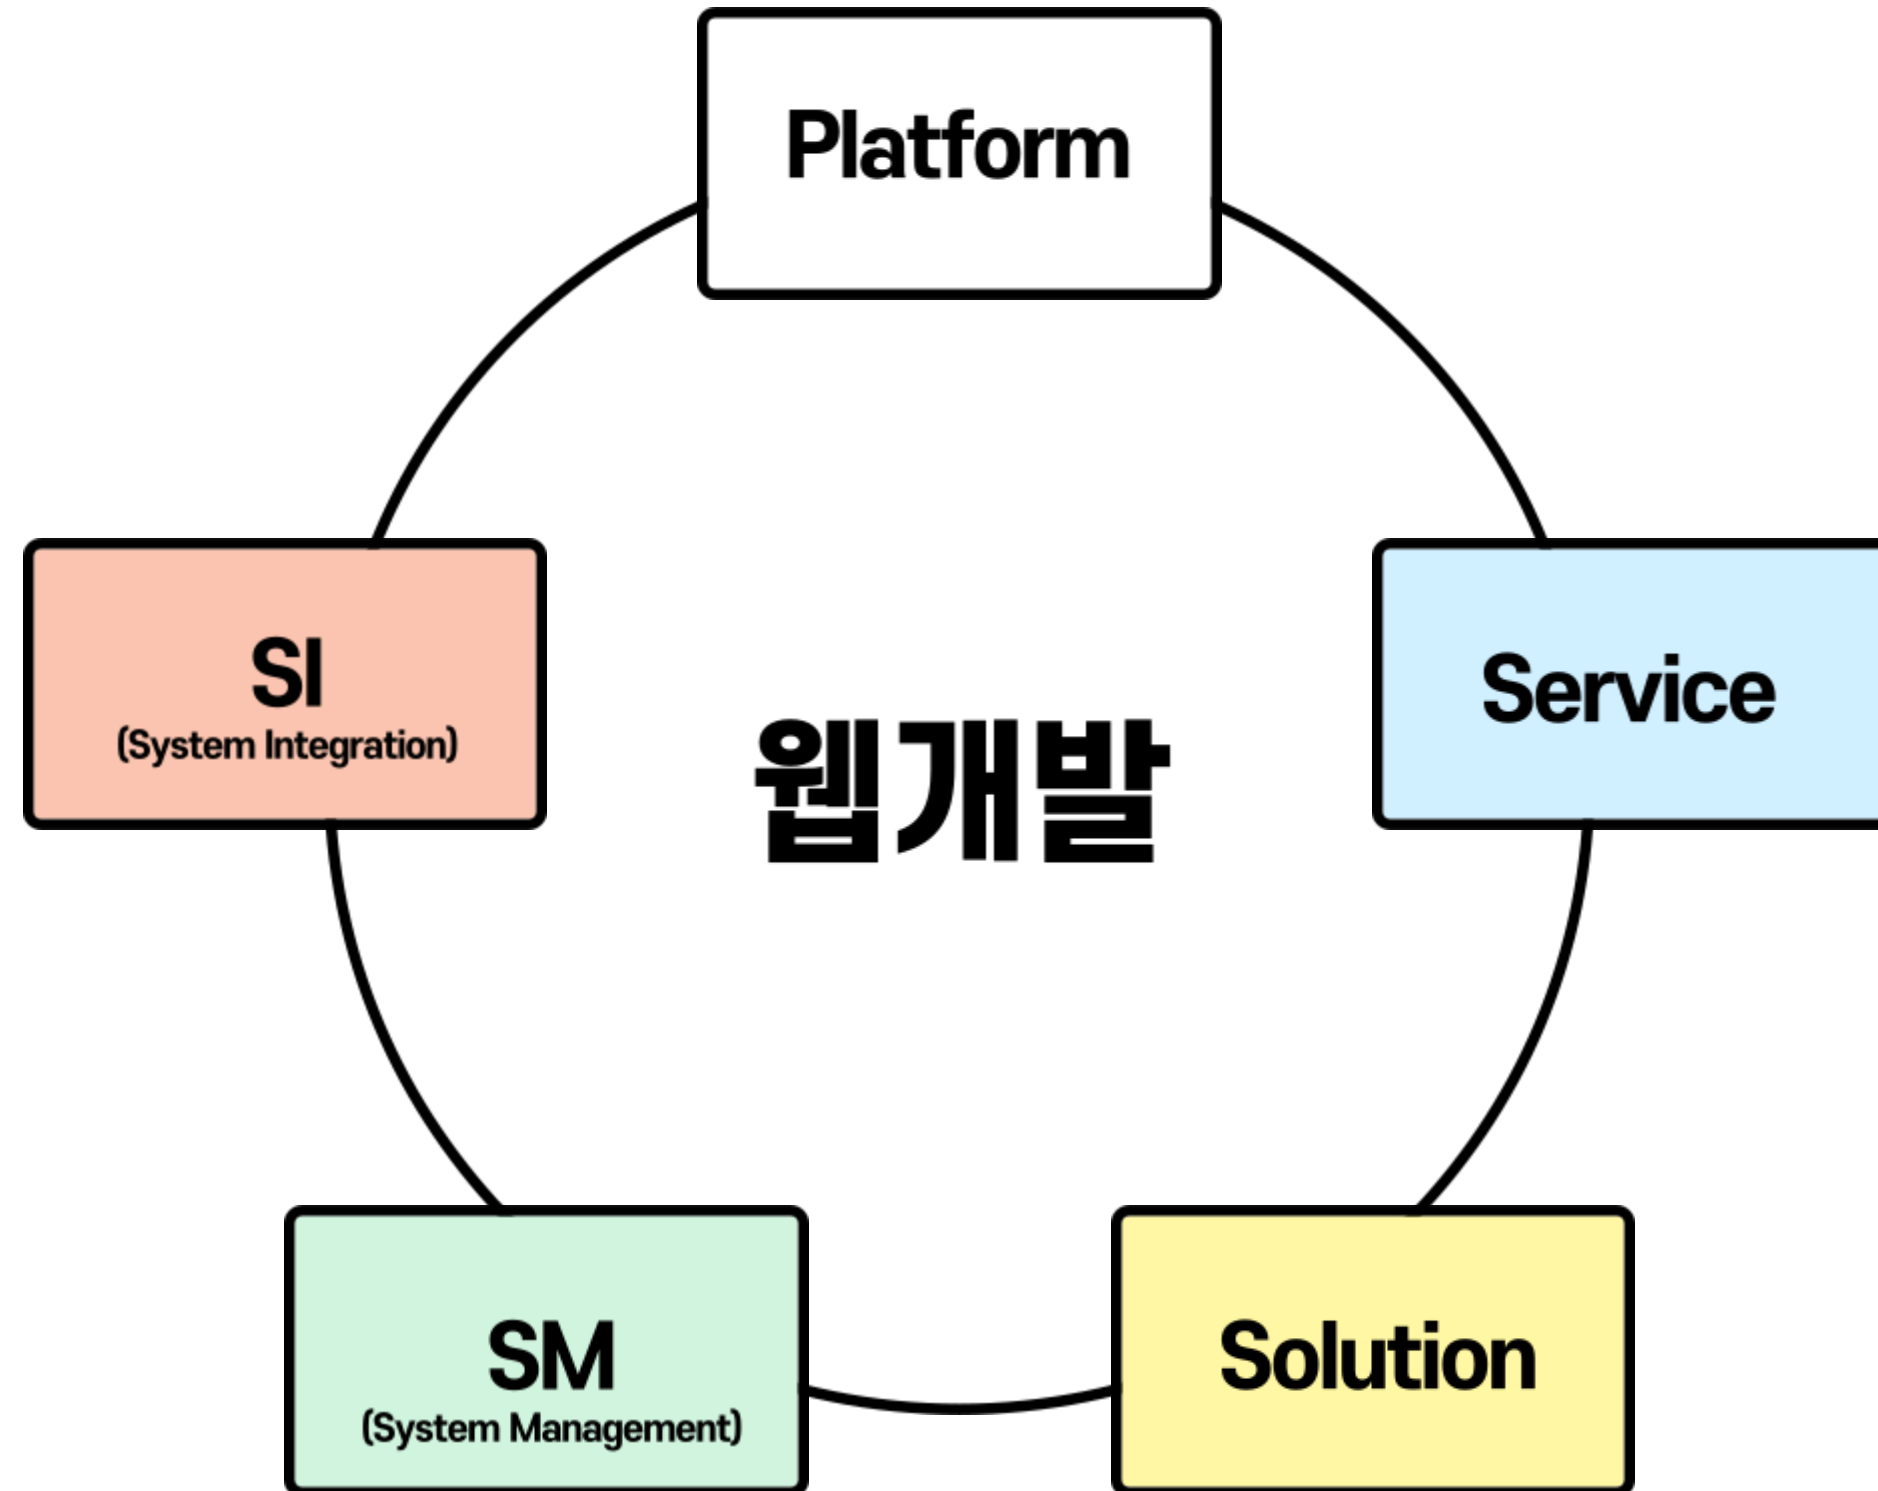 Platform
SI
(System Integration)
Service
웹개발
SM
(System Management)
Solution